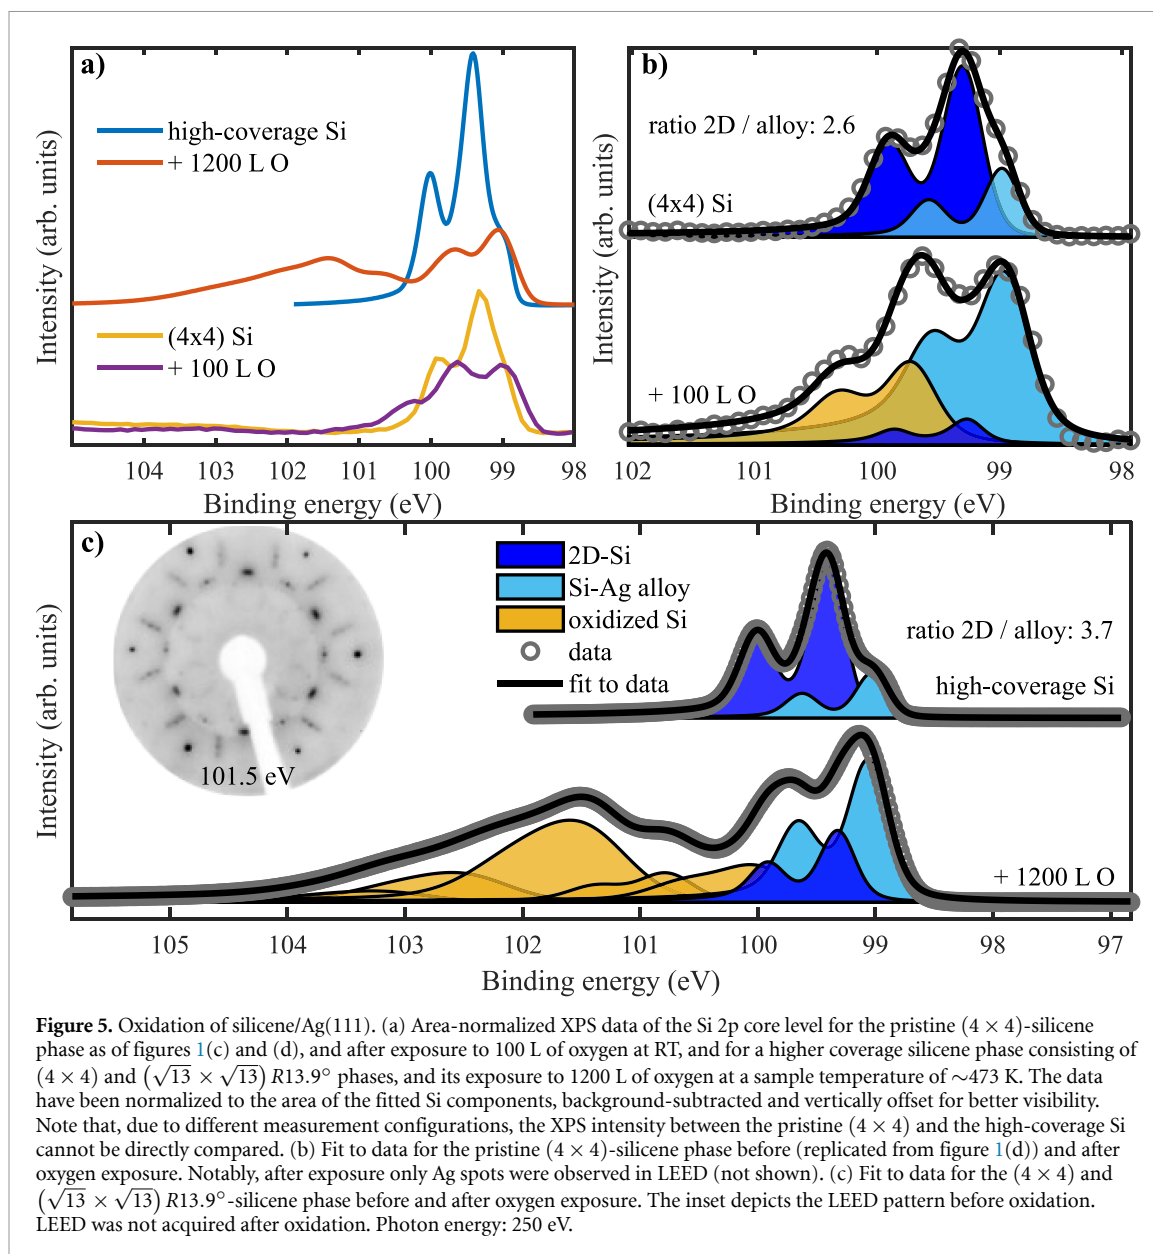 a)
high-coverage Si
+ 1200 L O
(4x4) Si
+ 100 L O
Intensity (arb. units)
104 103 102 101 100 99 98
Binding energy (eV)
b)
ratio 2D / alloy: 2.6
(4x4) Si
+ 100 L O
Intensity (arb. units)
102 101 100 99 98
Binding energy (eV)
c)
101.5 eV
2D-Si
Si-Ag alloy
oxidized Si
data
fit to data
ratio 2D / alloy: 3.7
high-coverage Si
+ 1200 L O
Intensity (arb. units)
105 104 103 102 101 100 99 98 97
Binding energy (eV)
Figure 5. Oxidation of silicene/Ag(111). (a) Area-normalized XPS data of the Si 2p core level for the pristine (4 × 4)-silicene
phase as of figures 1(c) and (d), and after exposure to 100 L of oxygen at RT, and for a higher coverage silicene phase consisting of
(4 × 4) and (√13 × √13) R13.9° phases, and its exposure to 1200 L of oxygen at a sample temperature of ~473 K. The data
have been normalized to the area of the fitted Si components, background-subtracted and vertically offset for better visibility.
Note that, due to different measurement configurations, the XPS intensity between the pristine (4 × 4) and the high-coverage Si
cannot be directly compared. (b) Fit to data for the pristine (4 × 4)-silicene phase before (replicated from figure 1(d)) and after
oxygen exposure. Notably, after exposure only Ag spots were observed in LEED (not shown). (c) Fit to data for the (4 × 4) and
(√13 × √13) R13.9°-silicene phase before and after oxygen exposure. The inset depicts the LEED pattern before oxidation.
LEED was not acquired after oxidation. Photon energy: 250 eV.